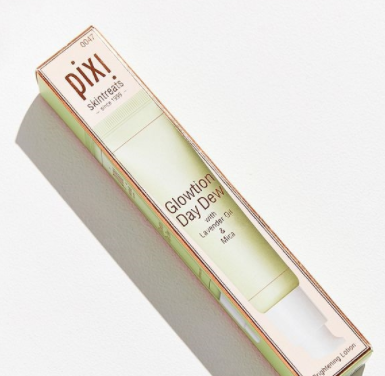 0047
pixi
skintreats
– since 1999 –
Glowtion
Day Dew
with
Lavender Oil
&
Mica
Brightening Lotion